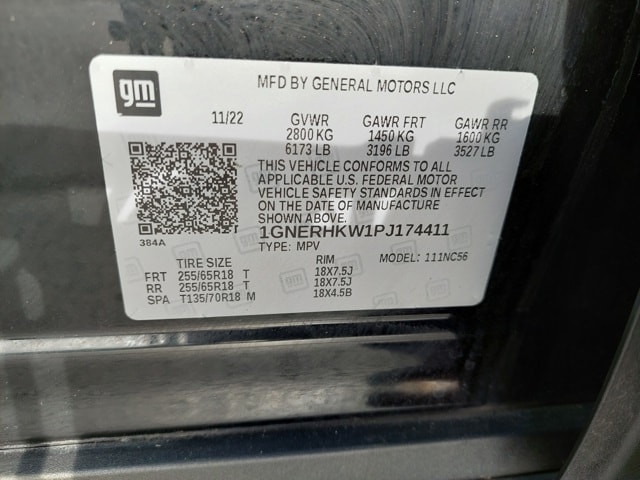 gm
MFD BY GENERAL MOTORS LLC
11/22 GVWR GAWR FRT GAWR RR
2800 KG 1450 KG 1600 KG
6173 LB 3196 LB 3527 LB
THIS VEHICLE CONFORMS TO ALL
APPLICABLE U.S. FEDERAL MOTOR
VEHICLE SAFETY STANDARDS IN EFFECT
ON THE DATE OF MANUFACTURE
SHOWN ABOVE.
384A
1GNERHKW1PJ174411
TYPE: MPV MODEL: 111NC56
TIRE SIZE RIM
FRT 255/65R18 T 18X7.5J
RR 255/65R18 T 18X7.5J
SPA T135/70R18 M 18X4.5B